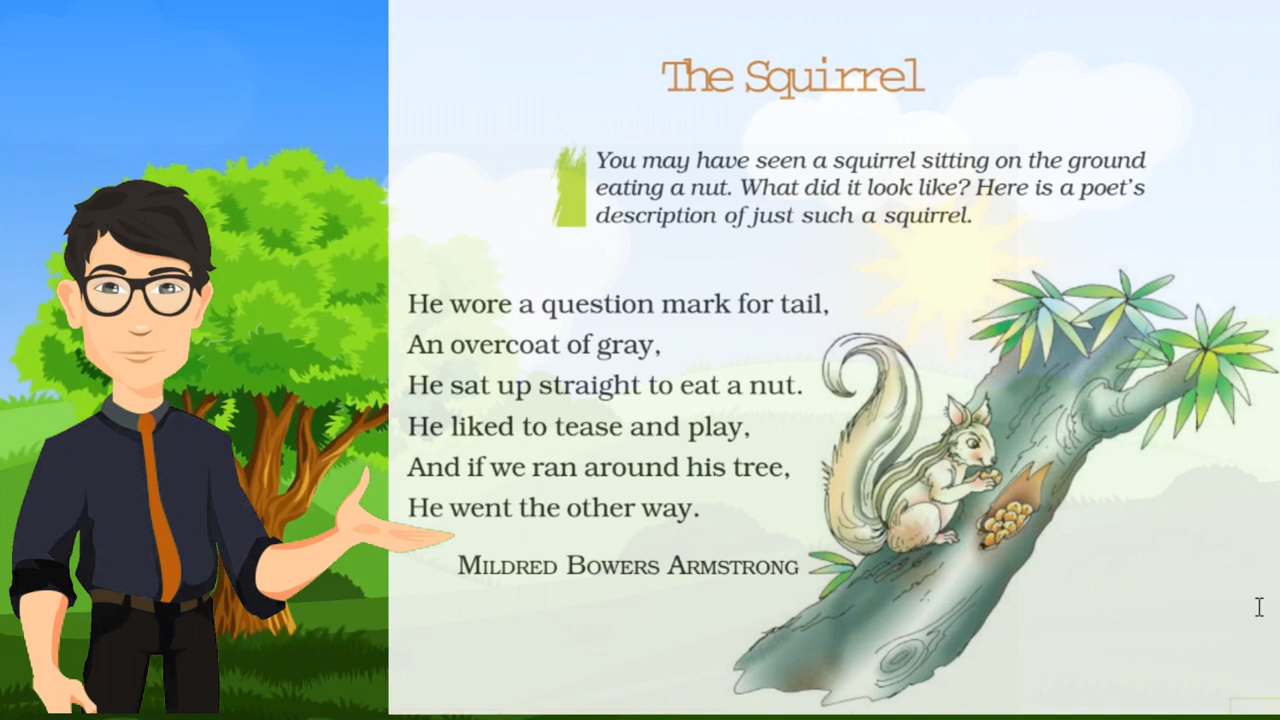 The Squirrel
You may have seen a squirrel sitting on the ground
eating a nut. What did it look like? Here is a poet's
description of just such a squirrel.
He wore a question mark for tail,
An overcoat of gray,
He sat up straight to eat a nut.
He liked to tease and play,
And if we ran around his tree,
He went the other way.
MILDRED BOWERS ARMSTRONG